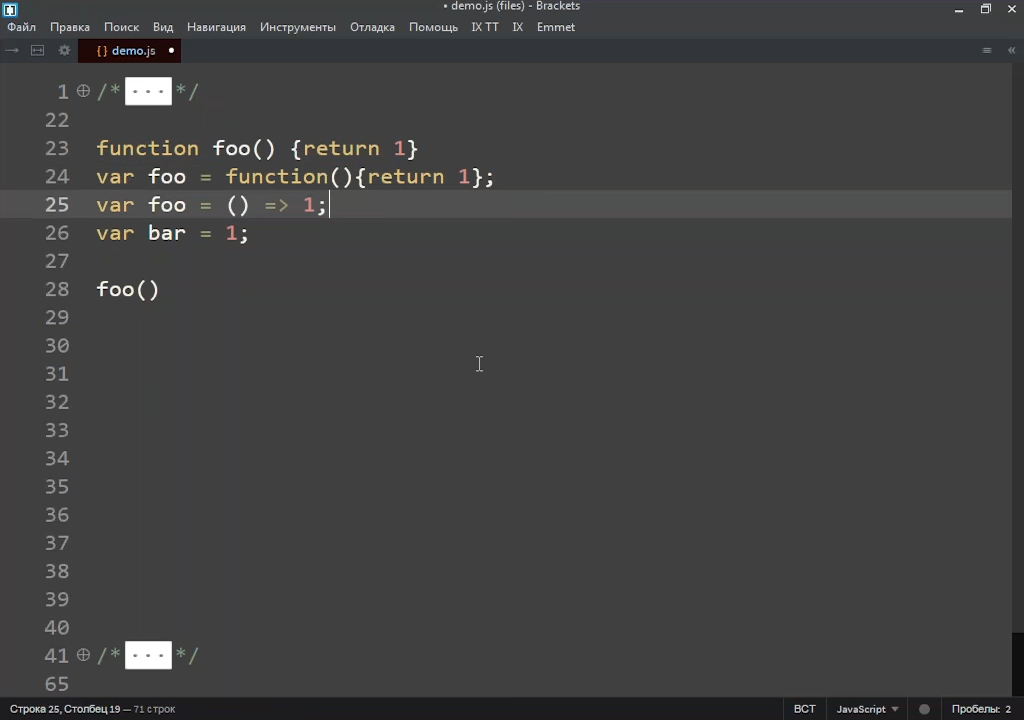 • demo.js (files) - Brackets
Файл Правка Поиск Вид Навигация Инструменты Отладка Помощь IX TT IX Emmet
{ } demo.js •
1 /* ... */
22
23 function foo() {return 1}
24 var foo = function(){return 1};
25 var foo = () => 1;
26 var bar = 1;
27
28 foo()
29
30
31
32
33
34
35
36
37
38
39
40
41 /* ... */
65
Строка 25, Столбец 19 — 71 строк ВСТ JavaScript Пробелы: 2